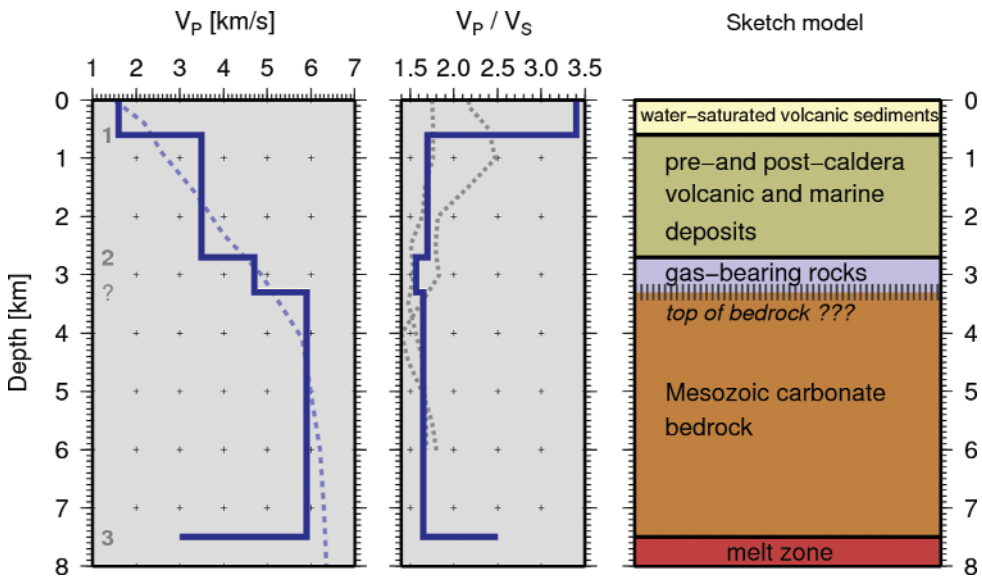 V_P [km/s]
V_P / V_S
Sketch model
1 2 3 4 5 6 7
1.5 2.0 2.5 3.0 3.5
Depth [km]
0
1
2
3
4
5
6
7
8
1
2
?
3
water−saturated volcanic sediments
pre−and post−caldera
volcanic and marine
deposits
gas−bearing rocks
top of bedrock ???
Mesozoic carbonate
bedrock
melt zone
0
1
2
3
4
5
6
7
8